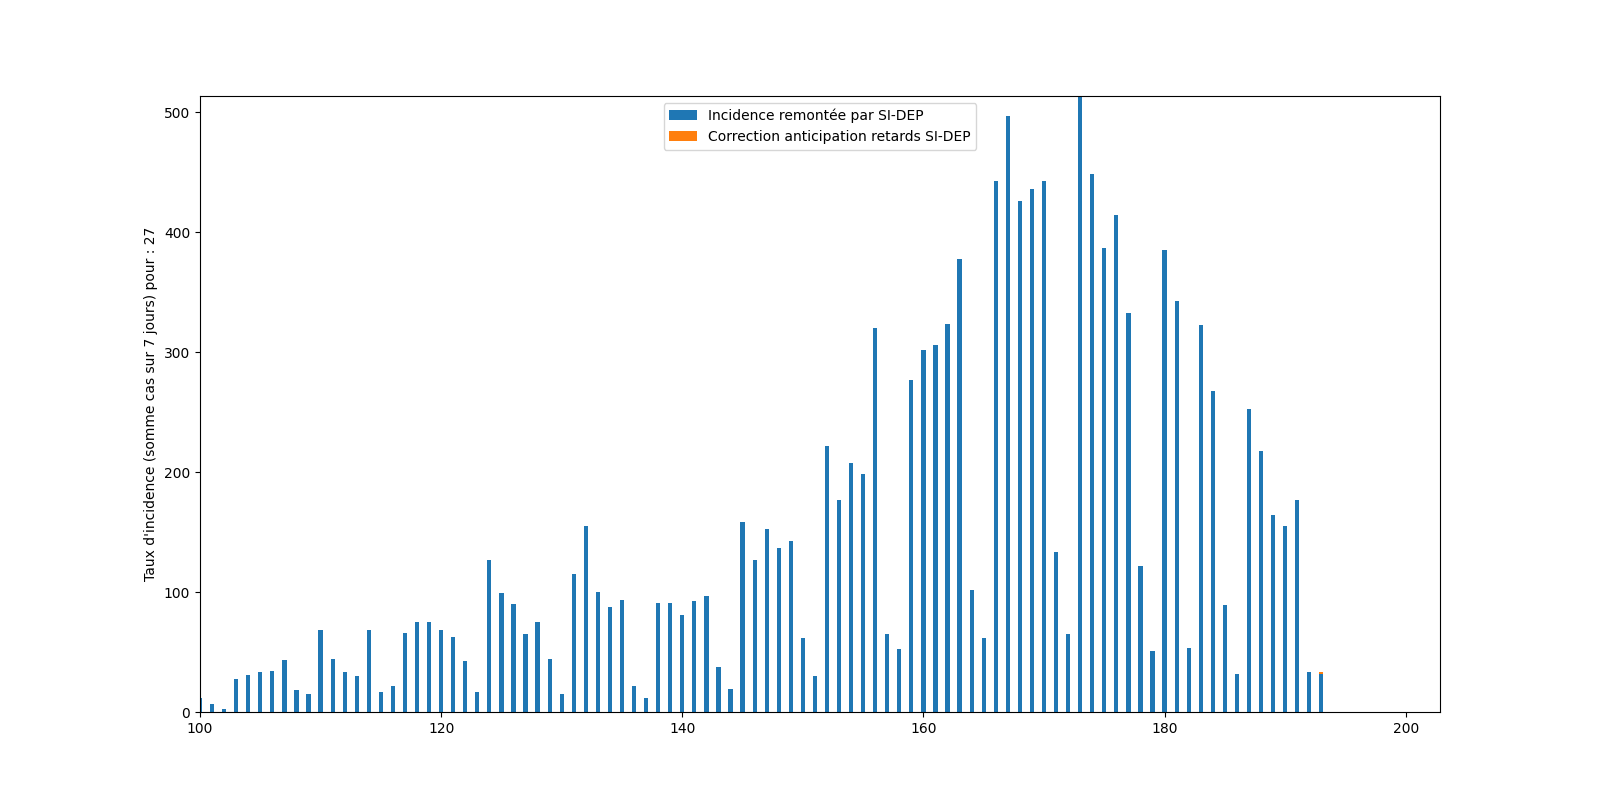 Incidence remontée par SI-DEP
Correction anticipation retards SI-DEP
Taux d'incidence (somme cas sur 7 jours) pour : 27
500
400
300
200
100
0
100 120 140 160 180 200